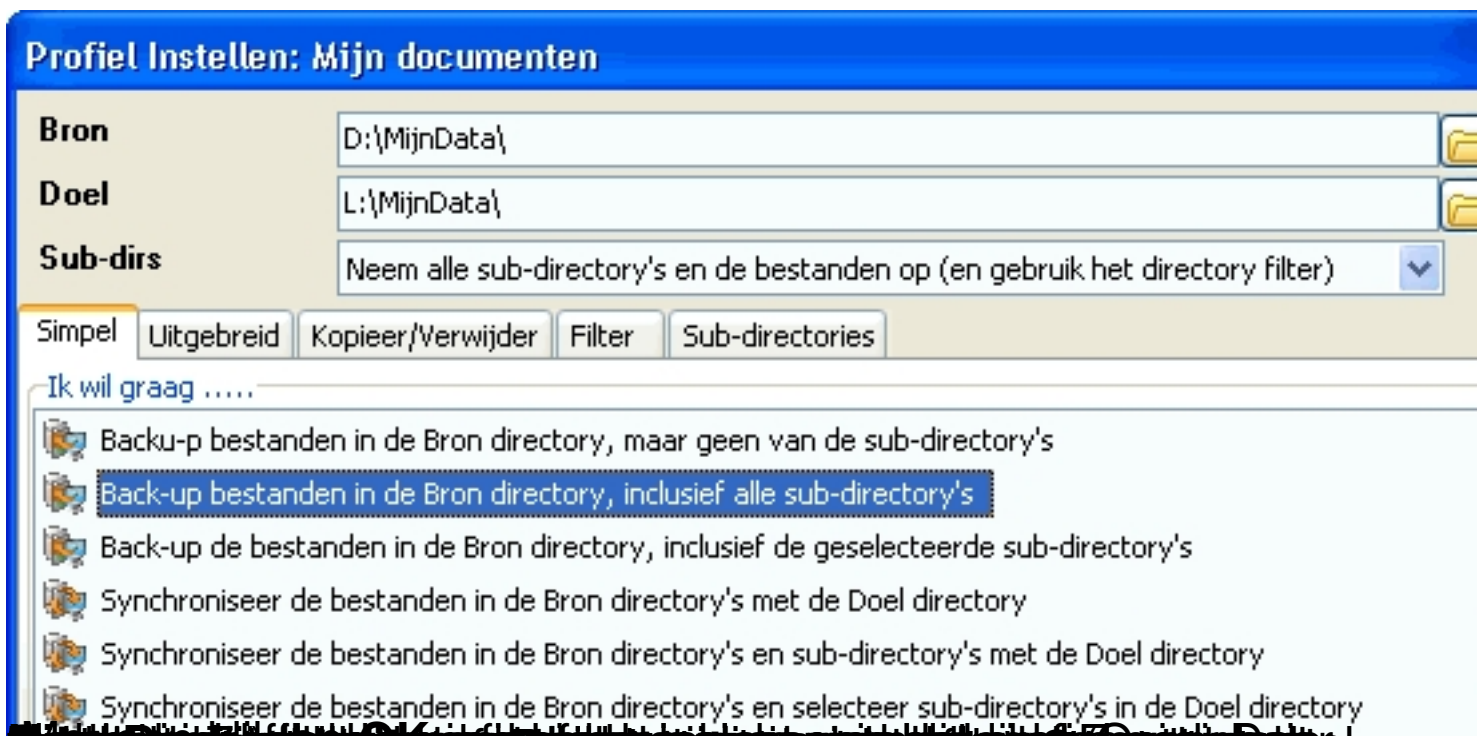 Profiel Instellen: Mijn documenten
Bron
D:\MijnData\
Doel
L:\MijnData\
Sub-dirs
Neem alle sub-directory's en de bestanden op (en gebruik het directory filter)
Simpel Uitgebreid Kopieer/Verwijder Filter Sub-directories
Ik wil graag .....
Backu-p bestanden in de Bron directory, maar geen van de sub-directory's
Back-up bestanden in de Bron directory, inclusief alle sub-directory's
Back-up de bestanden in de Bron directory, inclusief de geselecteerde sub-directory's
Synchroniseer de bestanden in de Bron directory's met de Doel directory
Synchroniseer de bestanden in de Bron directory's en sub-directory's met de Doel directory
Synchroniseer de bestanden in de Bron directory's en selecteer sub-directory's in de Doel directory
OK